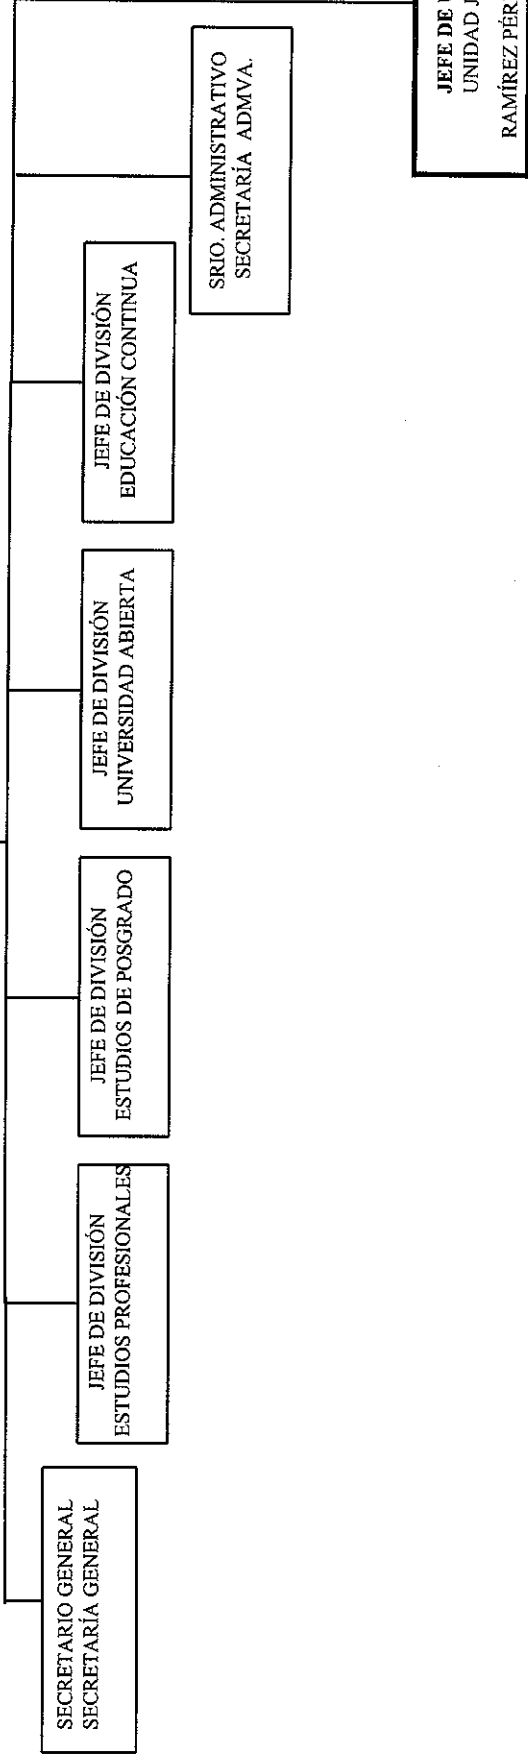 SECRETARIO GENERAL
SECRETARÍA GENERAL
JEFE DE DIVISIÓN
ESTUDIOS PROFESIONALES
JEFE DE DIVISIÓN
ESTUDIOS DE POSGRADO
JEFE DE DIVISIÓN
UNIVERSIDAD ABIERTA
JEFE DE DIVISIÓN
EDUCACIÓN CONTINUA
SRIO. ADMINISTRATIVO
SECRETARÍA ADMVA.
JEFE DE
UNIDAD
RAMÍREZ